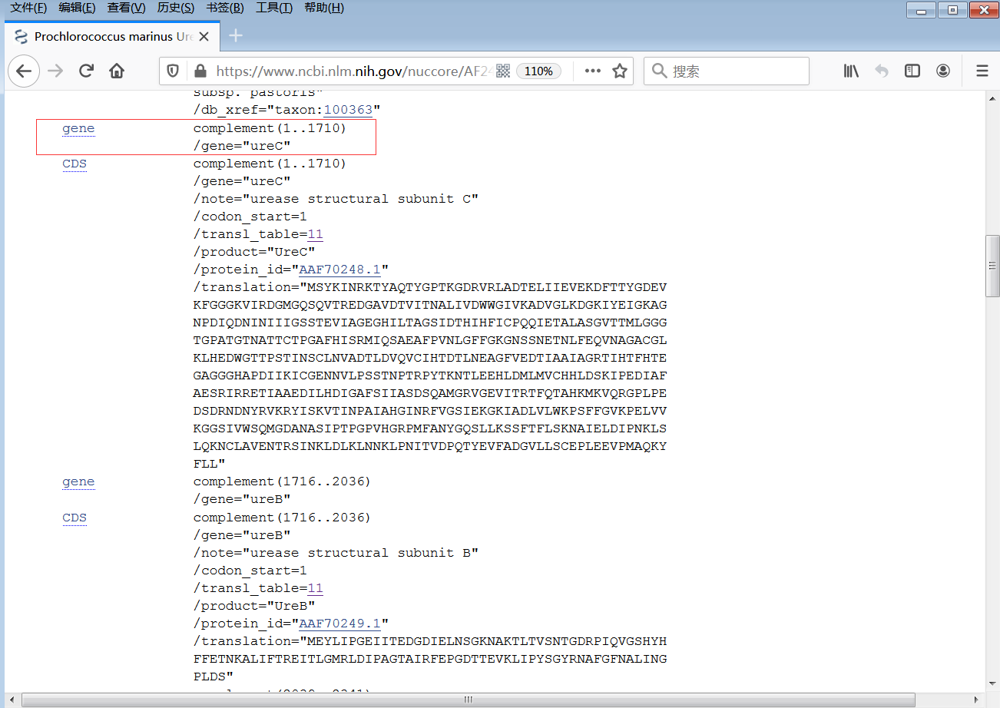 文件(F) 编辑(E) 查看(V) 历史(S) 书签(B) 工具(T) 帮助(H)
Prochlorococcus marinus Ure
https://www.ncbi.nlm.nih.gov/nuccore/AF24 110% 搜索
subsp. pastoris"
/db_xref="taxon:100363"
gene complement(1..1710)
/gene="ureC"
CDS complement(1..1710)
/gene="ureC"
/note="urease structural subunit C"
/codon_start=1
/transl_table=11
/product="UreC"
/protein_id="AAF70248.1"
/translation="MSYKINRKTYAQTYGPTKGDRVRLADTELIIEVEKDFTTYGDEV
KFGGGKVIRDGMGQSQVTREDGAVDTVITNALIVDWWGIVKADVGLKDGKIYEIGKAG
NPDIQDNINIIIGSSTEVIAGEGHILTAGSIDTHIHFICPQQIETALASGVTTMLGGG
TGPATGTNATTCTPGAFHISRMIQSAEAFPVNLGFFGKGNSSNETNLFEQVNAGACGL
KLHEDWGTTPSTINSCLNVADTLDVQVCIHTDTLNEAGFVEDTIAAIAGRTIHTFHTE
GAGGGHAPDIIKICGENNVLPSSTNPTRPYTKNTLEEHLDMLMVCHHLDSKIPEDIAF
AESRIRRETIAAEDILHDIGAFSIIASDSQAMGRVGEVITRTFQTAHKMKVQRGPLPE
DSDRNDNYRVKRYISKVTINPAIAHGINRFVGSIEKGKIADLVLWKPSFFGVKPELVV
KGGSIVWSQMGDANASIPTPGPVHGRPMFANYGQSLLKSSFTFLSKNAIELDIPNKLS
LQKNCLAVENTRSINKLDLKLNNKLPNITVDPQTYEVFADGVLLSCEPLEEVPMAQKY
FLL"
gene complement(1716..2036)
/gene="ureB"
CDS complement(1716..2036)
/gene="ureB"
/note="urease structural subunit B"
/codon_start=1
/transl_table=11
/product="UreB"
/protein_id="AAF70249.1"
/translation="MEYLIPGEIITEDGDIELNSGKNAKTLTVSNTGDRPIQVGSHYH
FFETNKALIFTREITLGMRLDIPAGTAIRFEPGDTTEVKLIPYSGYRNAFGFNALING
PLDS"